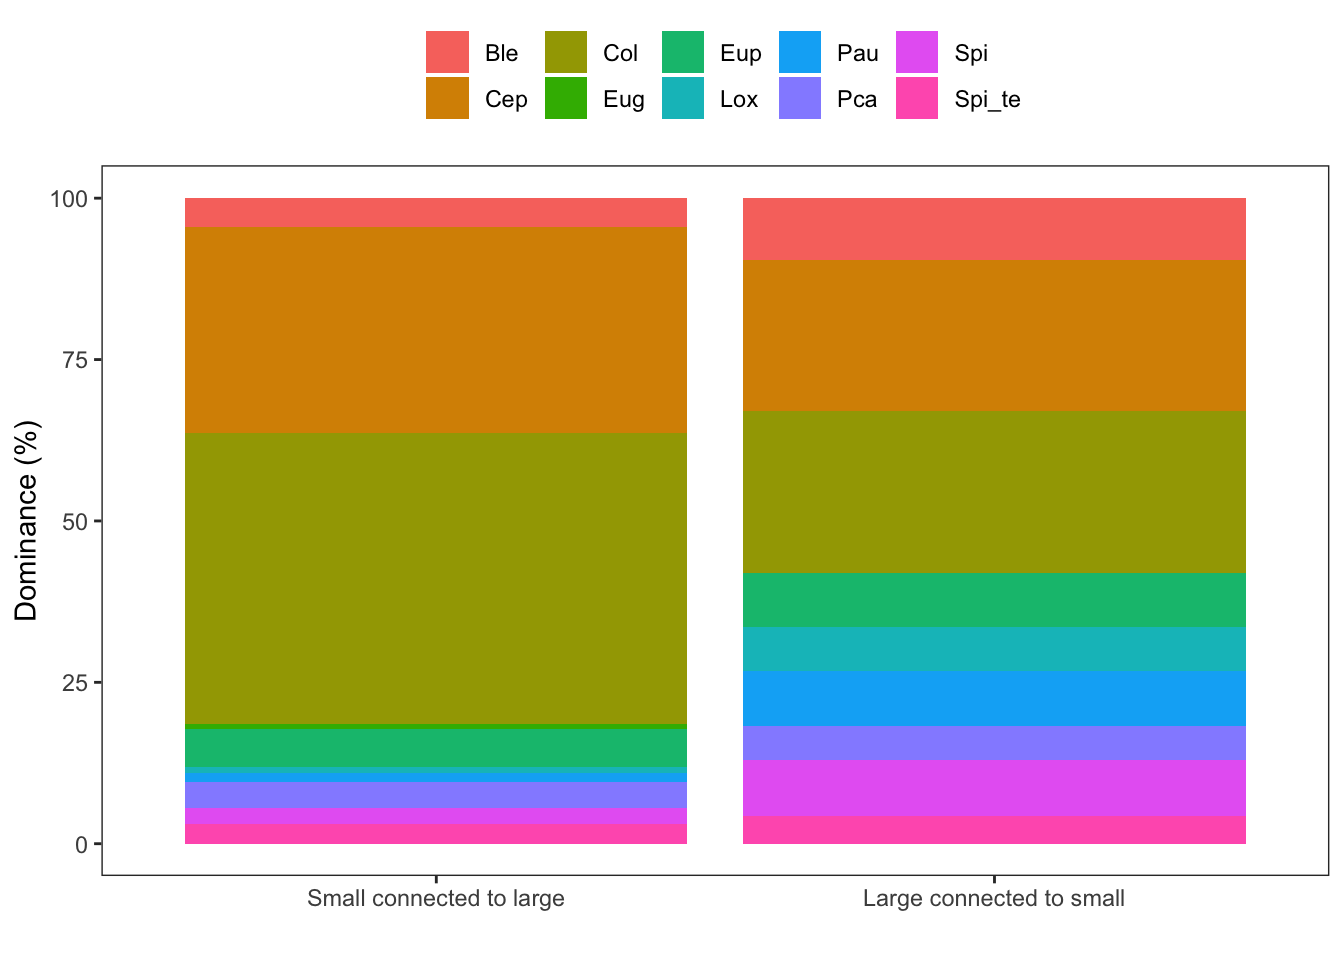 Ble Col Eup Pau Spi
Cep Eug Lox Pca Spi_te
100
75
50
25
0
Dominance (%)
Small connected to large Large connected to small